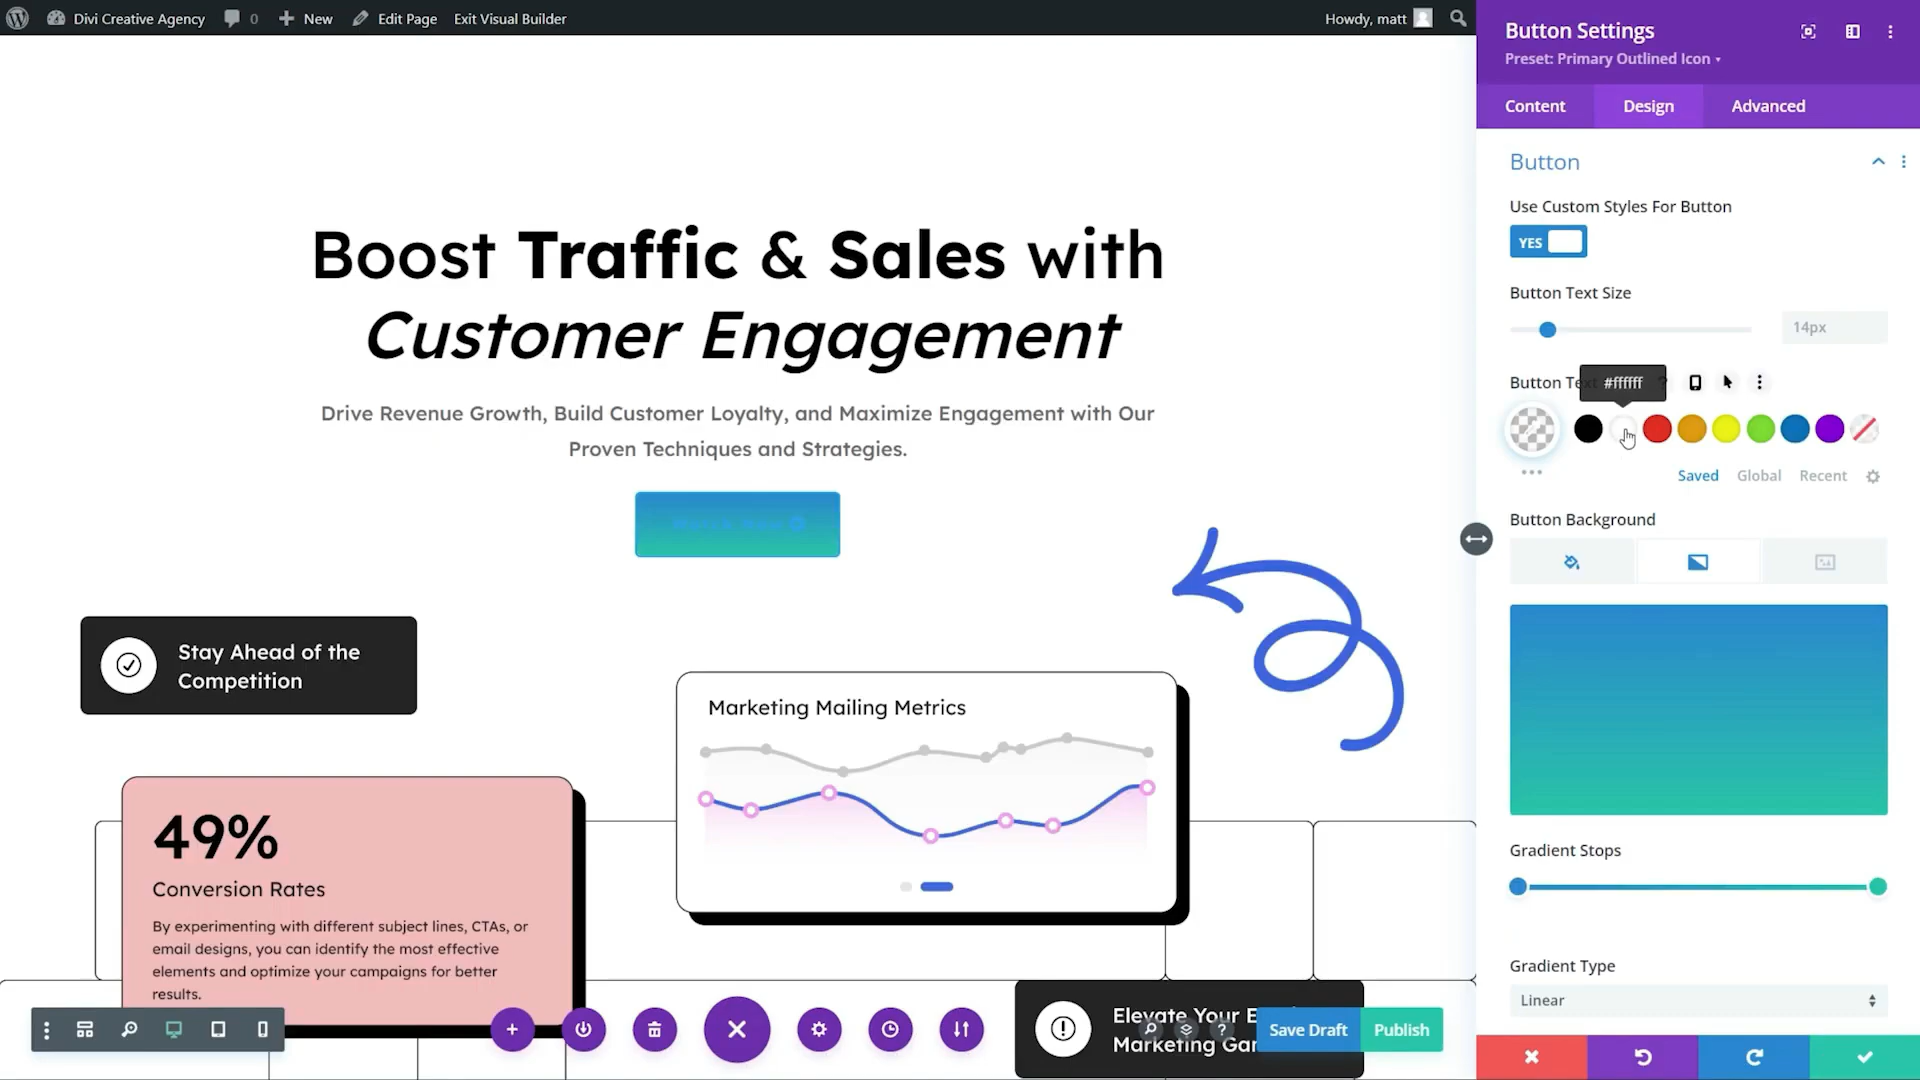 Divi Creative Agency
0
New
Edit Page
Exit Visual Builder
Howdy, matt
Boost Traffic & Sales with
Customer Engagement
Drive Revenue Growth, Build Customer Loyalty, and Maximize Engagement with Our
Proven Techniques and Strategies.
Stay Ahead of the
Competition
Marketing Mailing Metrics
49%
Conversion Rates
By experimenting with different subject lines, CTAs, or
email designs, you can identify the most effective
elements and optimize your campaigns for better
results.
Elevate Your
Marketing
Save Draft
Publish
Button Settings
Preset: Primary Outlined Icon
Content
Design
Advanced
Button
Use Custom Styles For Button
YES
Button Text Size
14px
Button
#ffffff
Saved
Global
Recent
Button Background
Gradient Stops
Gradient Type
Linear